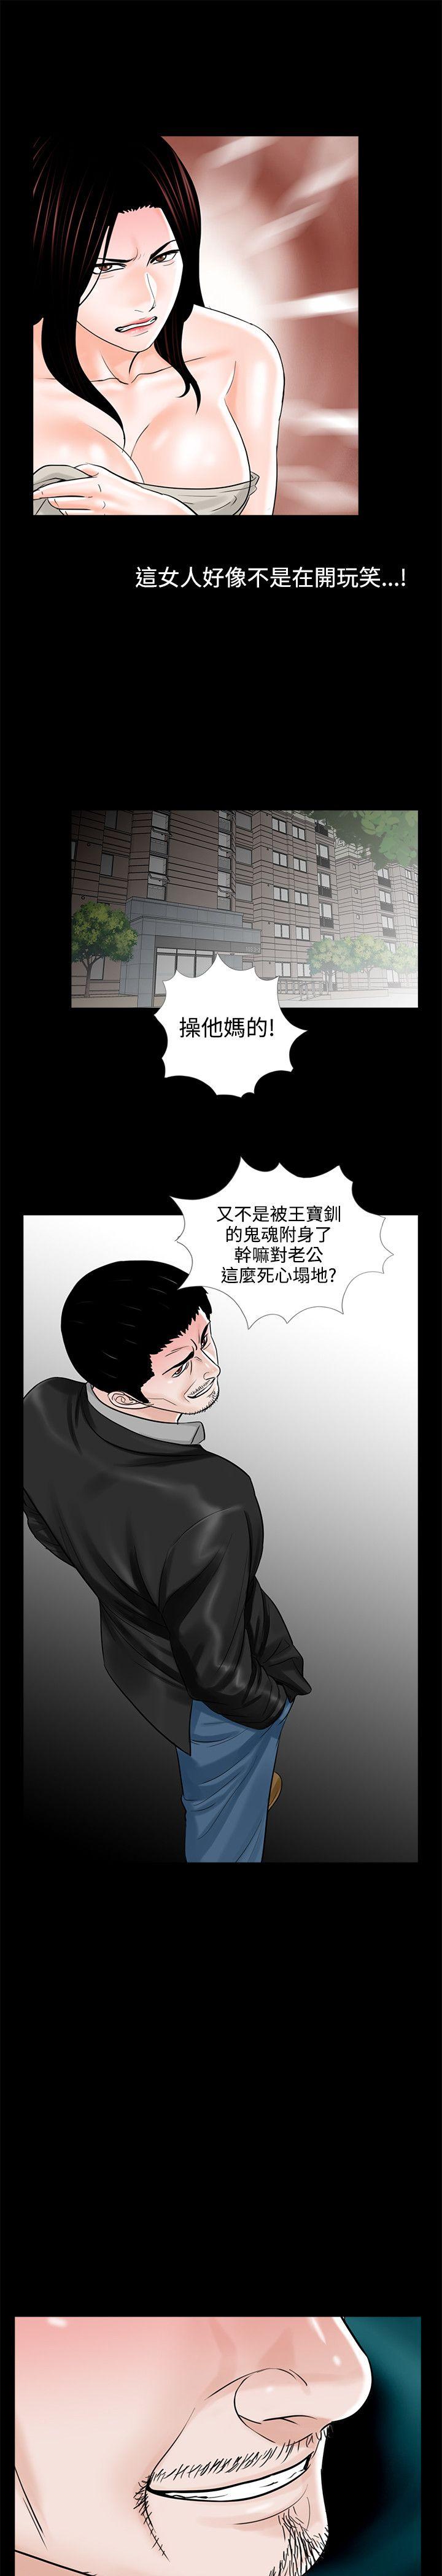 這女人好像不是在開玩笑...!
操他媽的!
又不是被王寶釧
的鬼魂附身了
幹嘛對老公
這麼死心塌地?